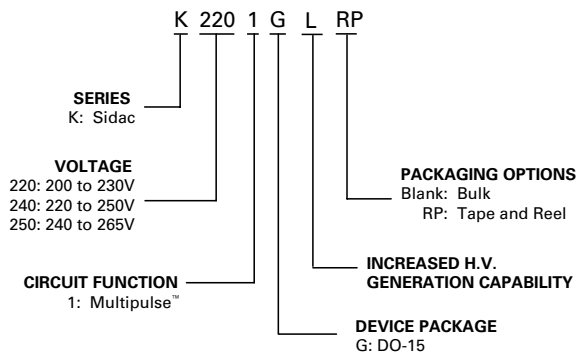 K 220 1 G L RP
SERIES
K: Sidac
VOLTAGE
220: 200 to 230V
240: 220 to 250V
250: 240 to 265V
CIRCUIT FUNCTION
1: Multipulse™
PACKAGING OPTIONS
Blank: Bulk
RP: Tape and Reel
INCREASED H.V.
GENERATION CAPABILITY
DEVICE PACKAGE
G: DO-15